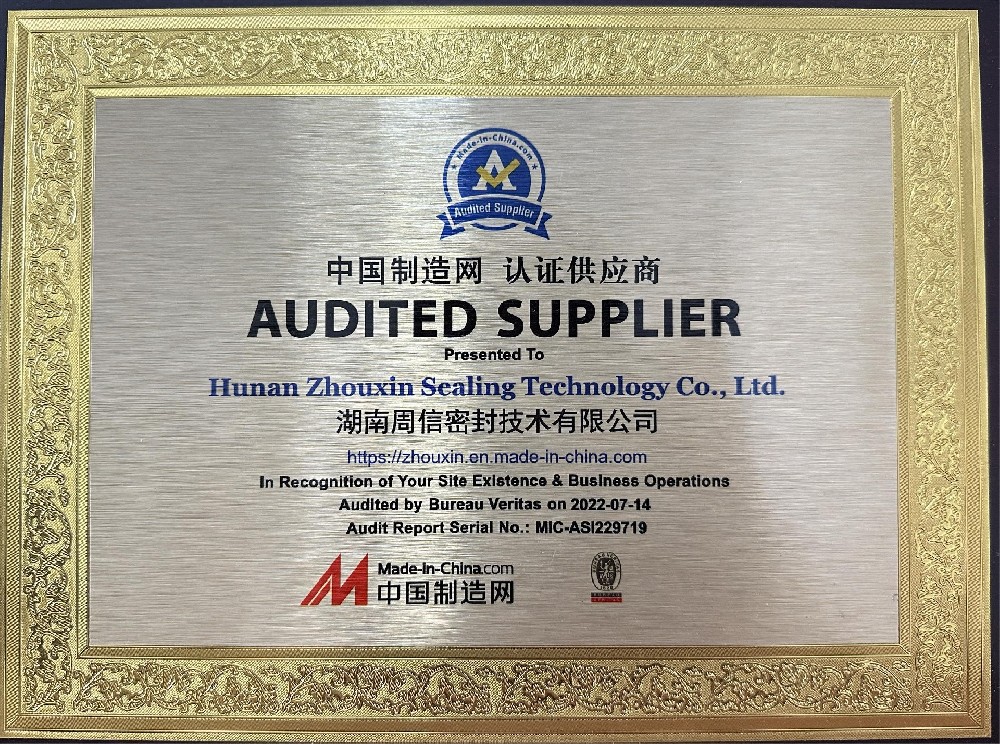 Made-in-China.com
A
Audited Supplier
中国制造网 认证供应商
AUDITED SUPPLIER
Presented To
Hunan Zhouxin Sealing Technology Co., Ltd.
湖南周信密封技术有限公司
https://zhouxin.en.made-in-china.com
In Recognition of Your Site Existence & Business Operations
Audited by Bureau Veritas on 2022-07-14
Audit Report Serial No.: MIC-ASI229719
Made-in-China.com
中国制造网